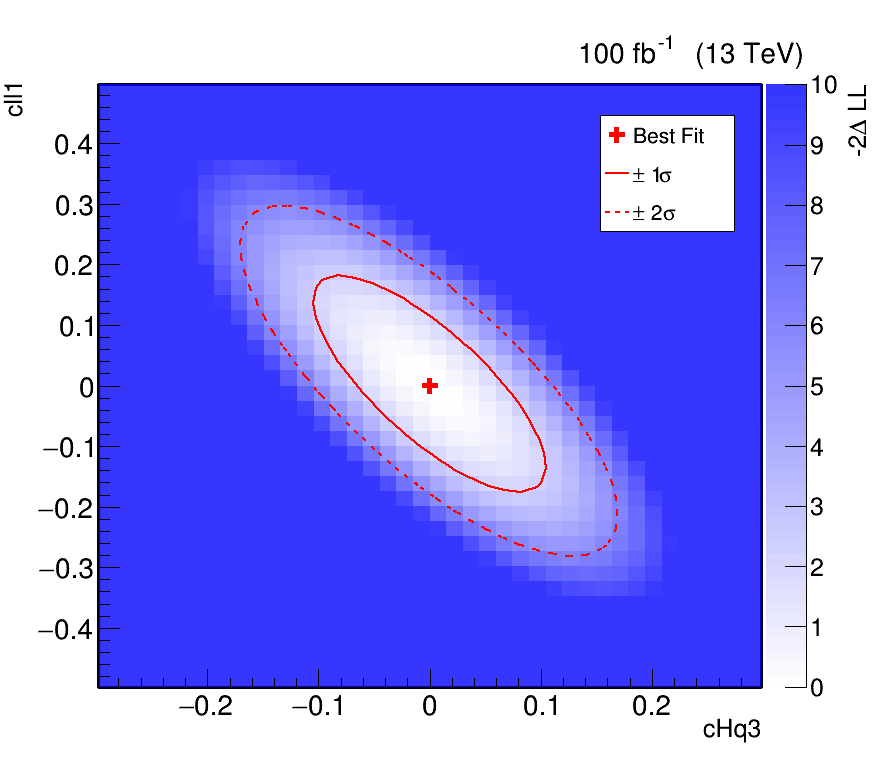 100 fb-1 (13 TeV)
cll1
-2Δ LL
Best Fit
± 1σ
± 2σ
0.4
0.3
0.2
0.1
0
−0.1
−0.2
−0.3
−0.4
10
9
8
7
6
5
4
3
2
1
0
−0.2 −0.1 0 0.1 0.2
cHq3